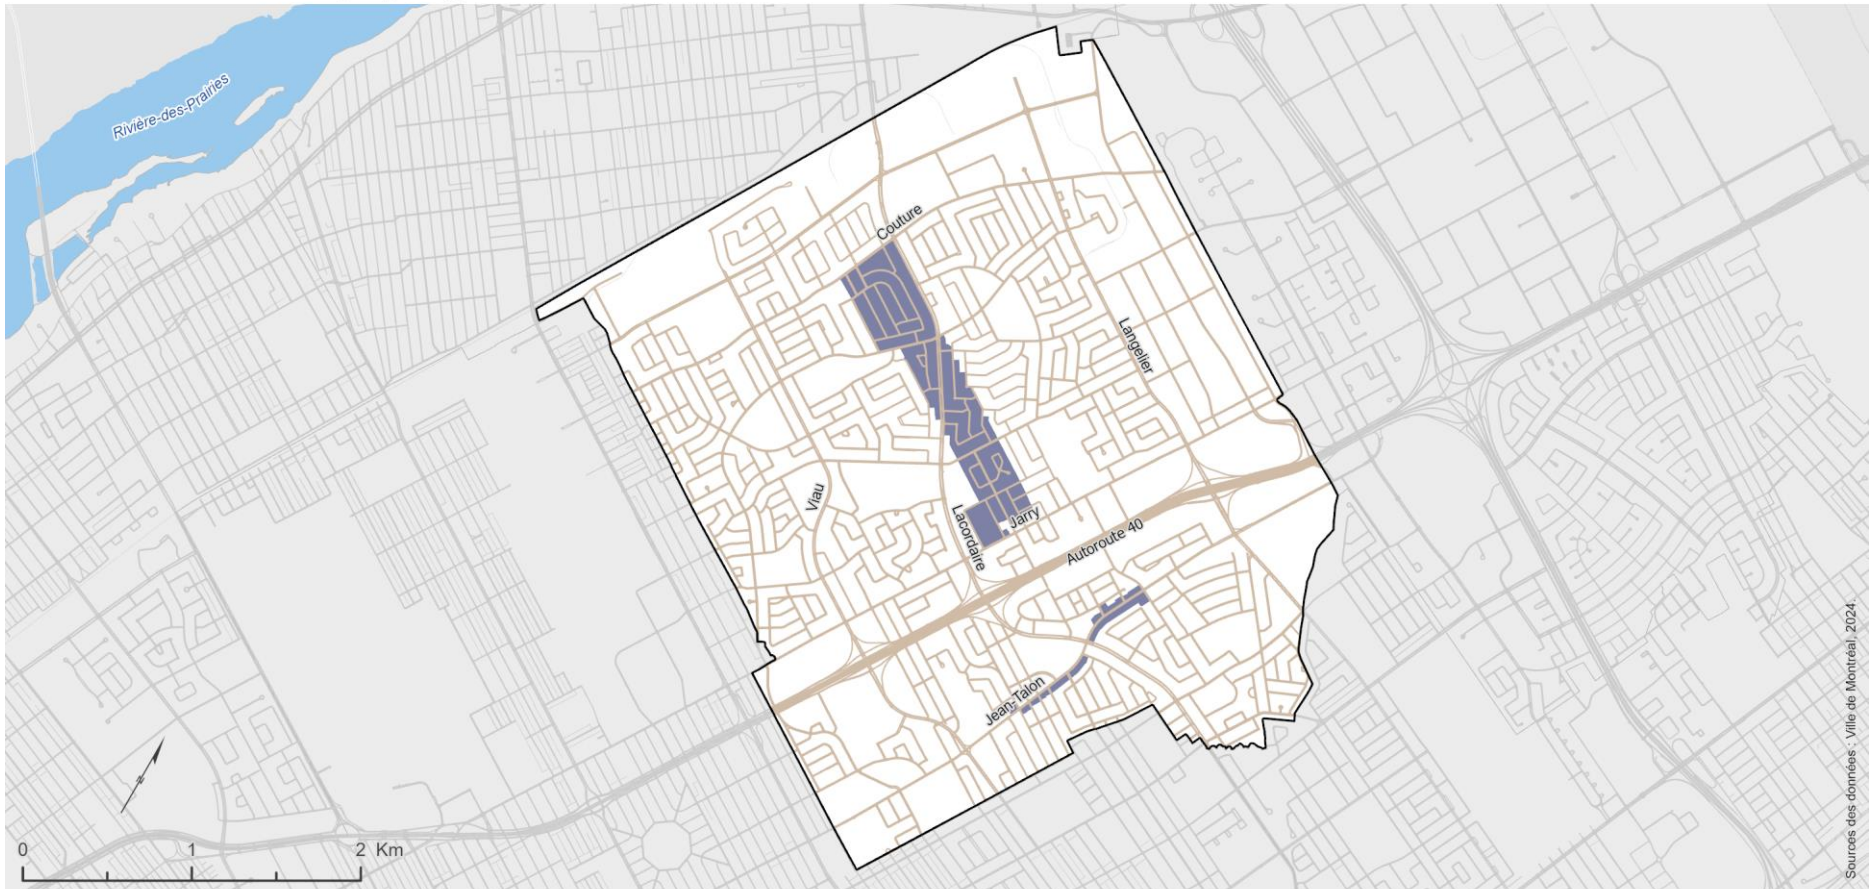 Rivière-des-Prairies
Couture
Langelier
Viau
Lacordaire
Jarry
Autoroute 40
Jean-Talon
N
0 1 2 Km
Sources des données : Ville de Montréal, 2024.